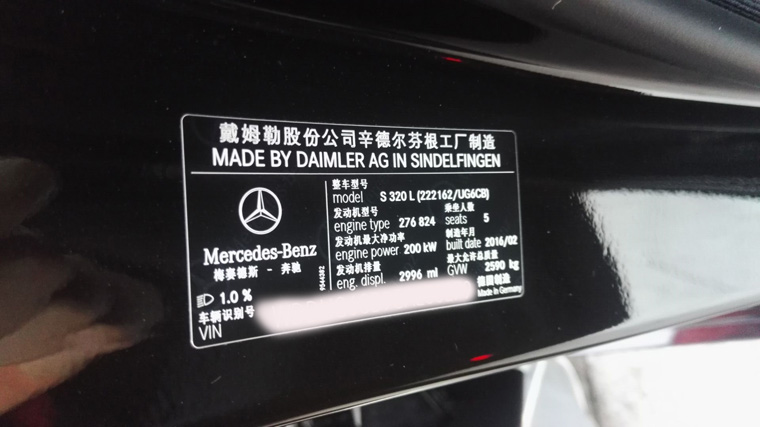 戴姆勒股份公司辛德尔芬根工厂制造
MADE BY DAIMLER AG IN SINDELFINGEN
Mercedes-Benz
梅赛德斯 - 奔驰
1.0 %
整车型号
model S 320 L (222162/UG6CB)
发动机型号 乘坐人数
engine type 276 824 seats 5
发动机最大净功率 制造年月
engine power 200 kW built date 2016/02
发动机排量 最大允许总质量
eng. displ. 2996 ml GVW 2590 kg
德国制造
Made in Germany
车辆识别号
VIN